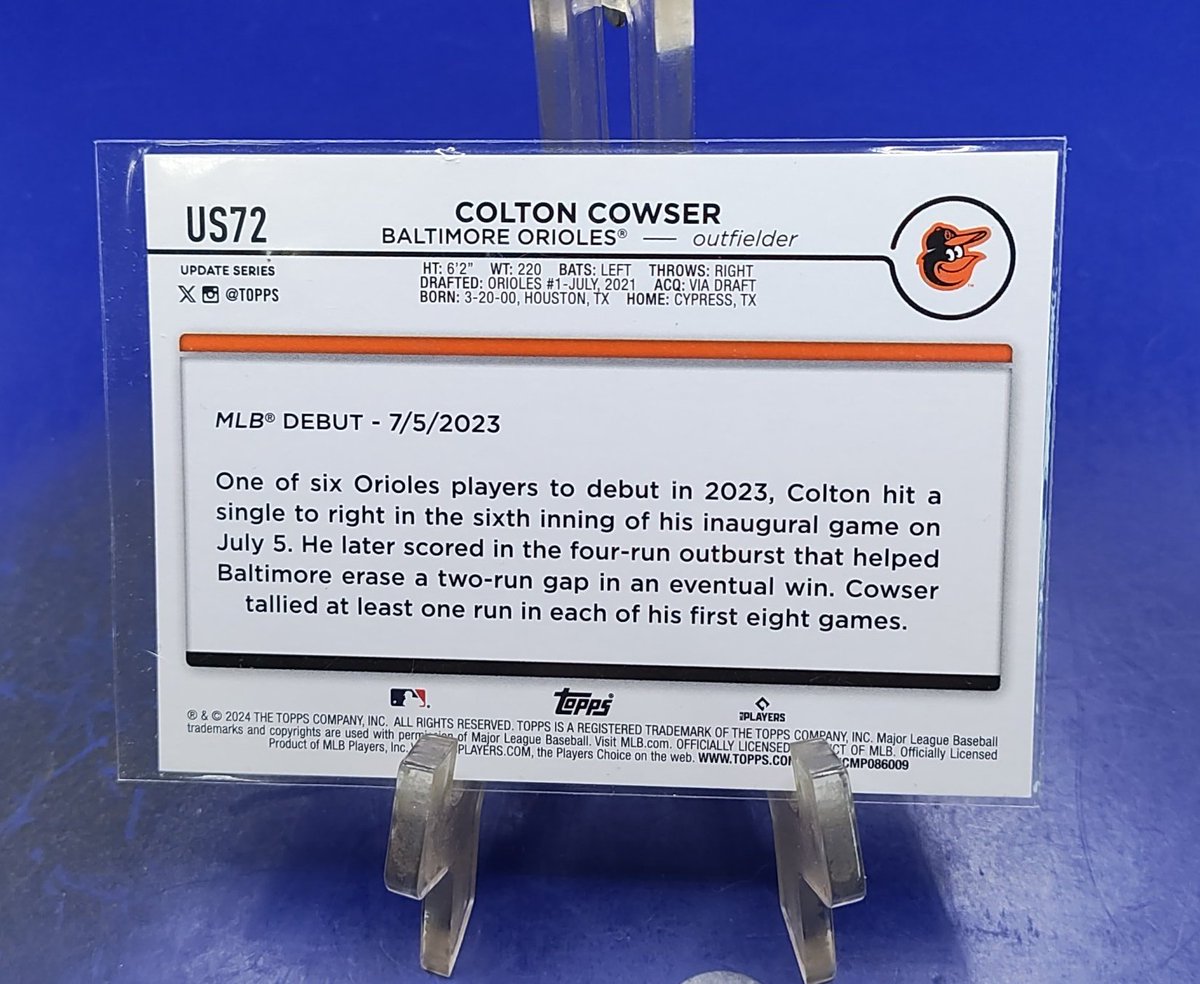 US72
COLTON COWSER
BALTIMORE ORIOLES® — outfielder
UPDATE SERIES
@TOPPS
HT: 6'2" WT: 220 BATS: LEFT THROWS: RIGHT
DRAFTED: ORIOLES #1-JULY, 2021 ACQ: VIA DRAFT
BORN: 3-20-00, HOUSTON, TX HOME: CYPRESS, TX
MLB® DEBUT - 7/5/2023
One of six Orioles players to debut in 2023, Colton hit a
single to right in the sixth inning of his inaugural game on
July 5. He later scored in the four-run outburst that helped
Baltimore erase a two-run gap in an eventual win. Cowser
tallied at least one run in each of his first eight games.
topps
PLAYERS
® & © 2024 THE TOPPS COMPANY, INC. ALL RIGHTS RESERVED. TOPPS IS A REGISTERED TRADEMARK OF THE TOPPS COMPANY, INC. Major League Baseball
trademarks and copyrights are used with of Major League Baseball. Visit MLB.com. OFFICIALLY LICENSED OF MLB. Officially Licensed
Product of MLB Players, Inc. PLAYERS.COM, the Players Choice on the web. WWW.TOPPS.COM CMP086009